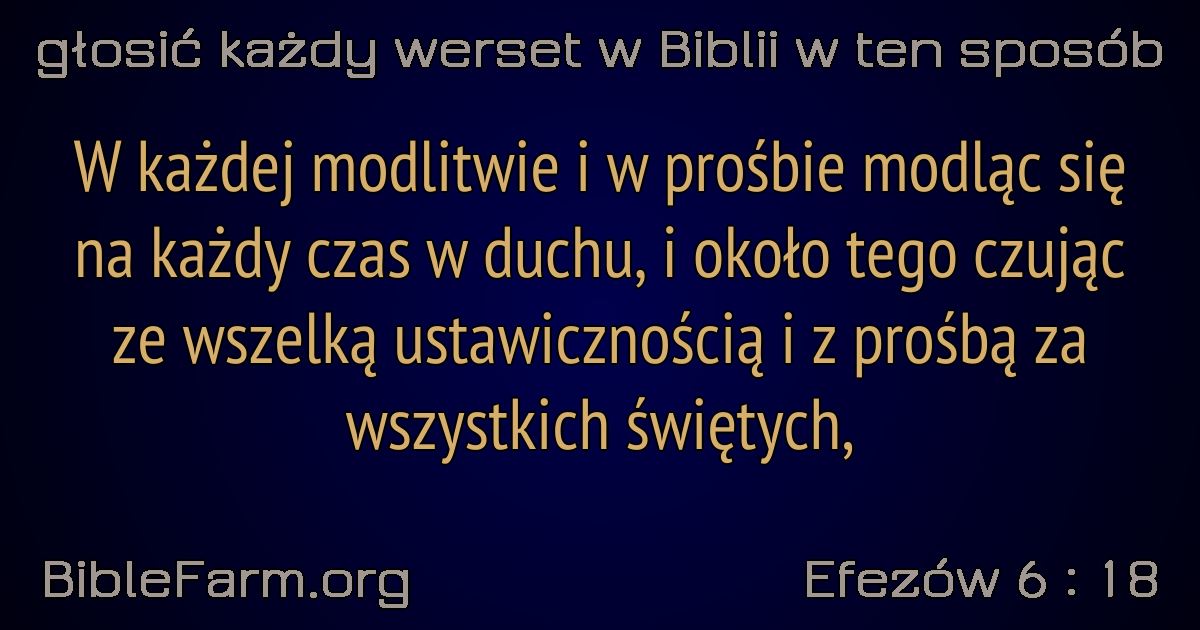 głosić każdy werset w Biblii w ten sposób
W każdej modlitwie i w prośbie modląc się
na każdy czas w duchu, i około tego czując
ze wszelką ustawicznością i z prośbą za
wszystkich świętych,
BibleFarm.org
Efezów 6 : 18